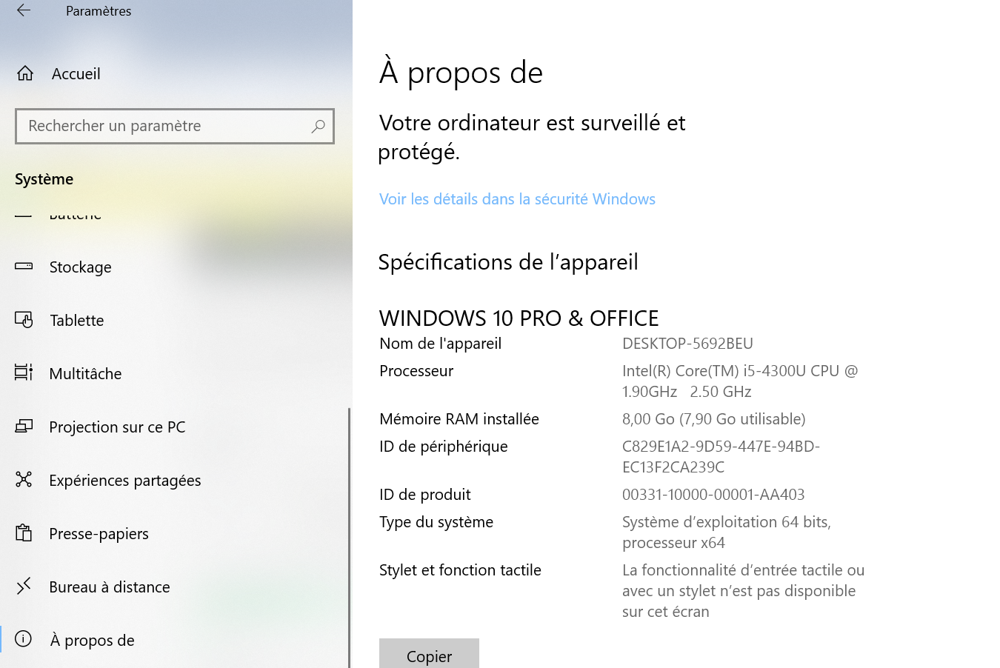 Paramètres
Accueil
Rechercher un paramètre
Système
Batterie
Stockage
Tablette
Multitâche
Projection sur ce PC
Expériences partagées
Presse-papiers
Bureau à distance
À propos de
À propos de
Votre ordinateur est surveillé et
protégé.
Voir les détails dans la sécurité Windows
Spécifications de l’appareil
WINDOWS 10 PRO & OFFICE
Nom de l'appareil DESKTOP-5692BEU
Processeur Intel(R) Core(TM) i5-4300U CPU @
1.90GHz 2.50 GHz
Mémoire RAM installée 8,00 Go (7,90 Go utilisable)
ID de périphérique C829E1A2-9D59-447E-94BD-
EC13F2CA239C
ID de produit 00331-10000-00001-AA403
Type du système Système d’exploitation 64 bits,
processeur x64
Stylet et fonction tactile La fonctionnalité d’entrée tactile ou
avec un stylet n’est pas disponible
sur cet écran
Copier